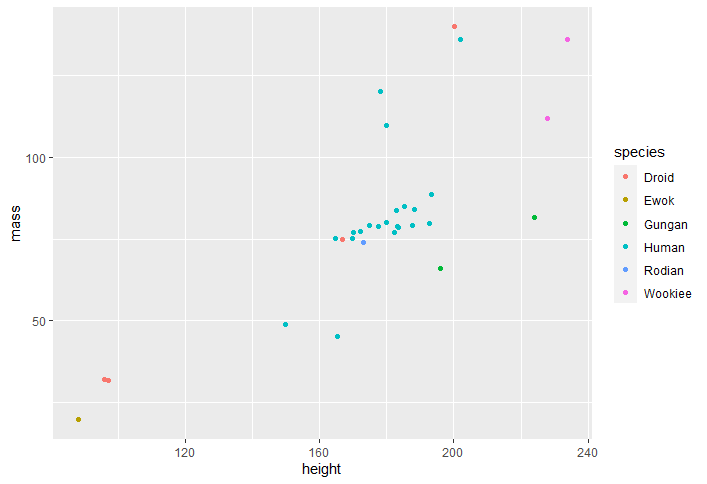 mass
100
50
120
160
200
240
height
species
Droid
Ewok
Gungan
Human
Rodian
Wookiee